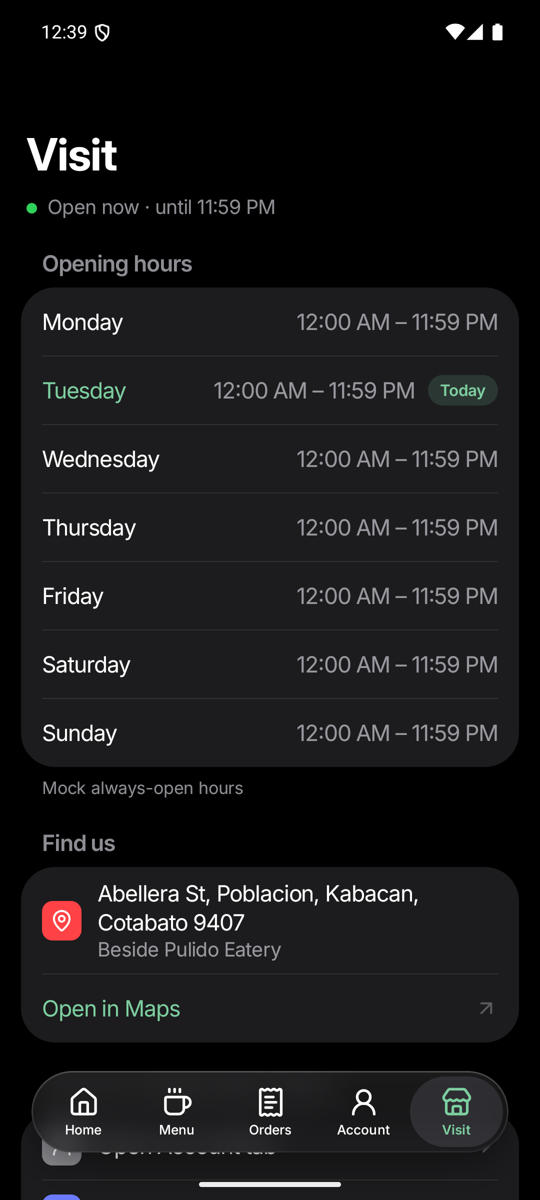 12:39
Visit
Open now · until 11:59 PM
Opening hours
Monday 12:00 AM – 11:59 PM
Tuesday 12:00 AM – 11:59 PM Today
Wednesday 12:00 AM – 11:59 PM
Thursday 12:00 AM – 11:59 PM
Friday 12:00 AM – 11:59 PM
Saturday 12:00 AM – 11:59 PM
Sunday 12:00 AM – 11:59 PM
Mock always-open hours
Find us
Abellera St, Poblacion, Kabacan,
Cotabato 9407
Beside Pulido Eatery
Open in Maps
Home Menu Orders Account Visit
Open Account tab